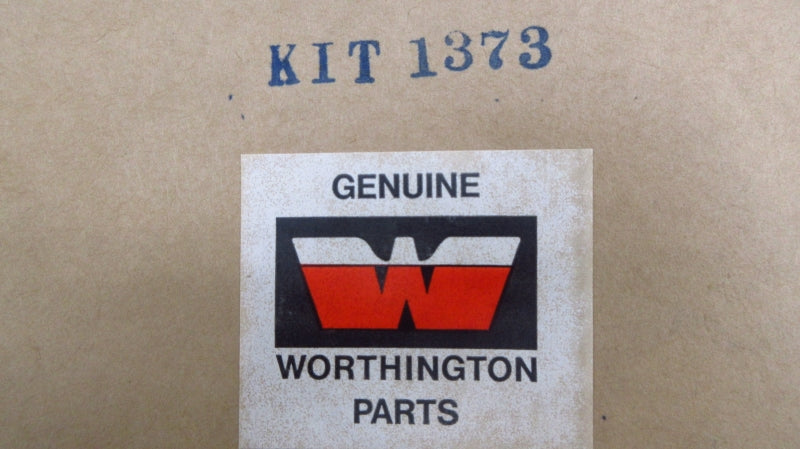 KIT 1373
GENUINE
W
WORTHINGTON
PARTS